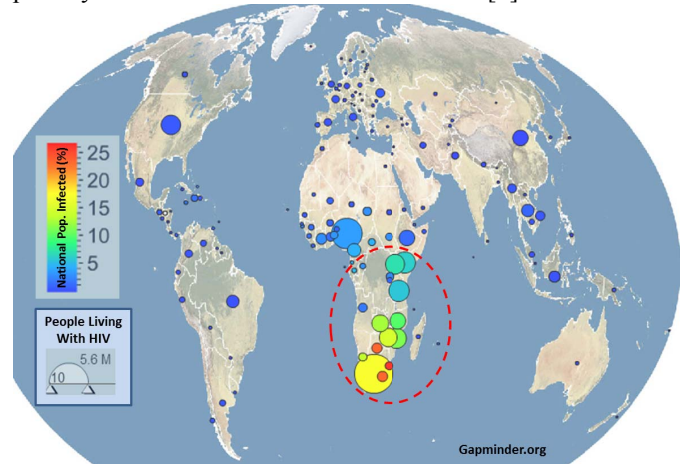 25
20
15
10
5
National Pop. Infected (%)
People Living
With HIV
5.6 M
10
Gapminder.org